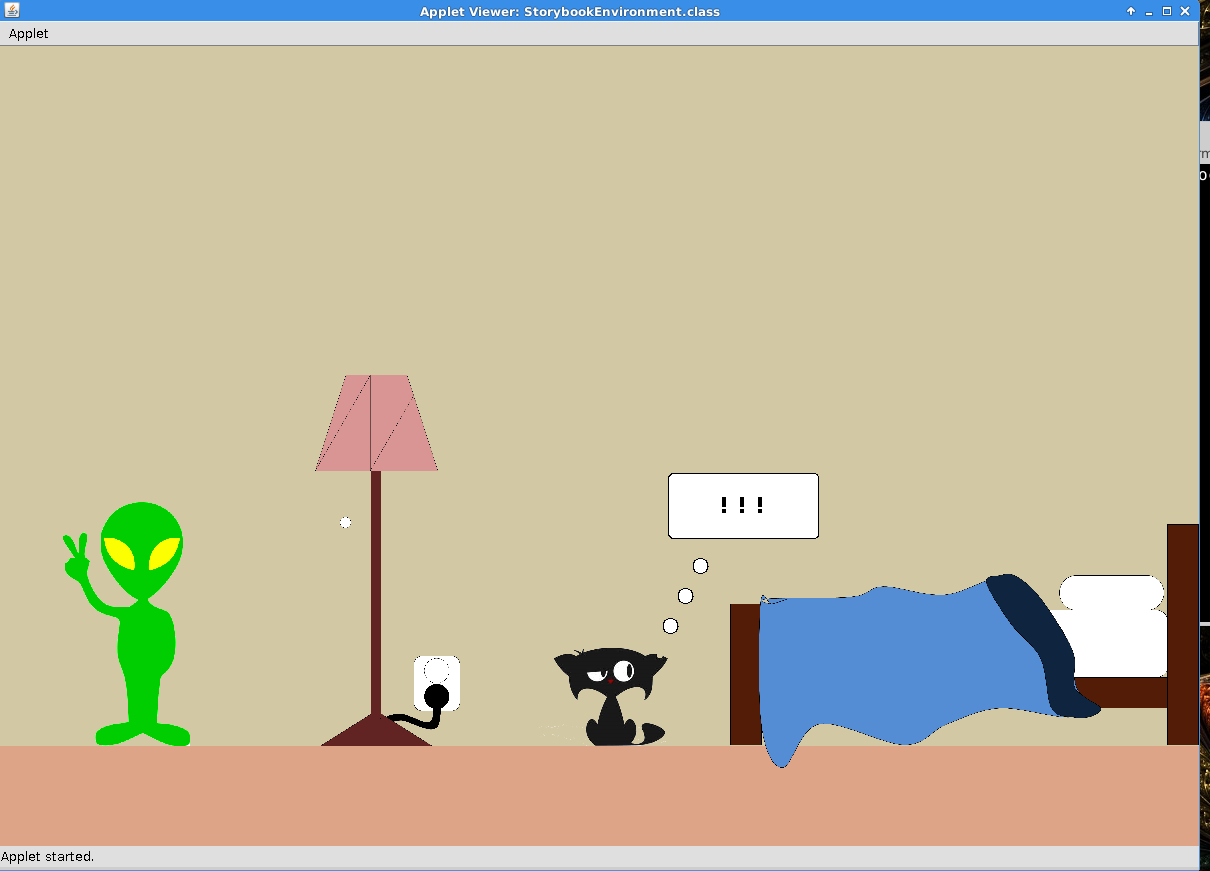 Applet Viewer: StorybookEnvironment.class
Applet
! ! !
Applet started.